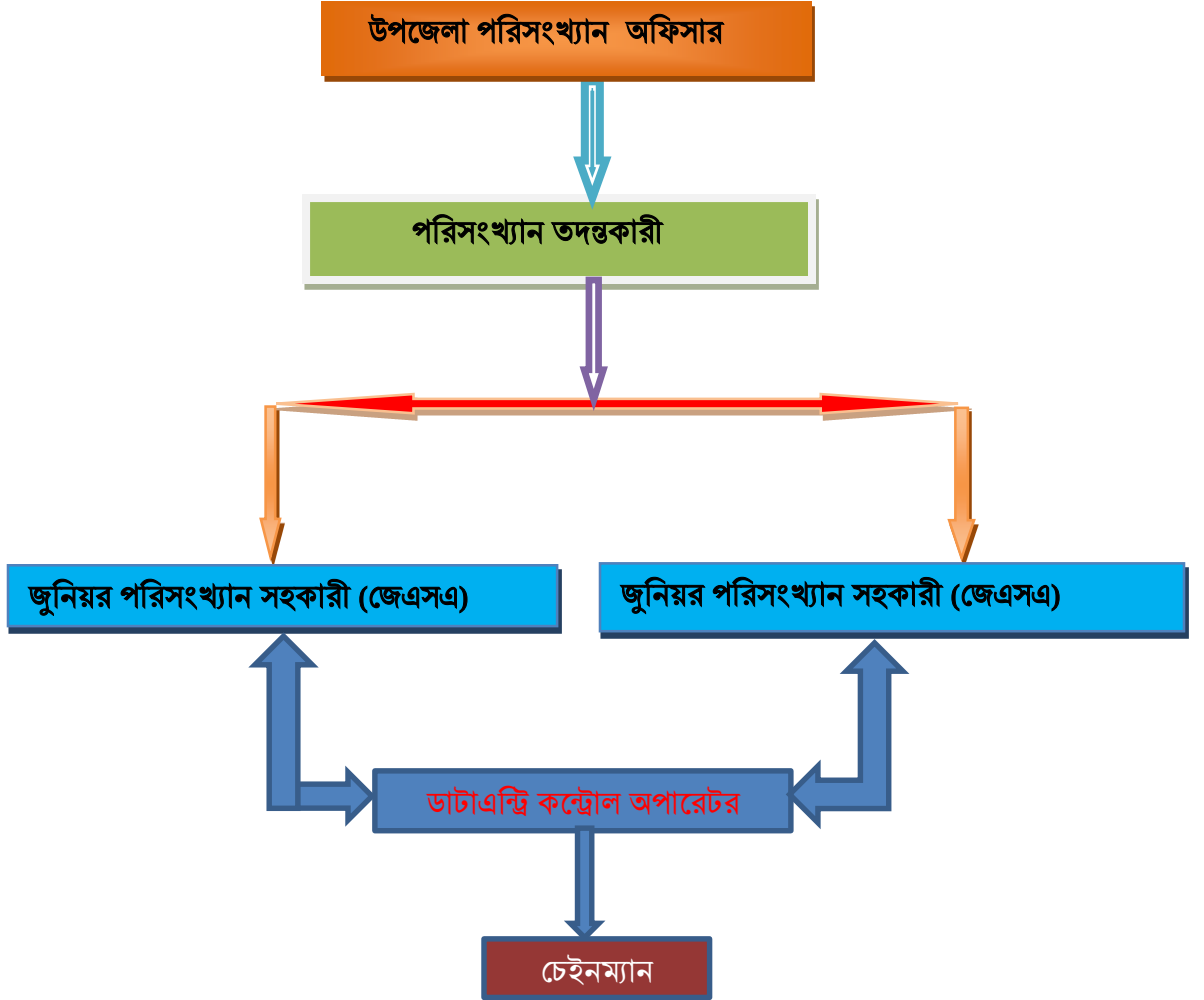 উপজেলা পরিসংখ্যান অফিসার
পরিসংখ্যান তদন্তকারী
জুনিয়র পরিসংখ্যান সহকারী (জেএসএ)
জুনিয়র পরিসংখ্যান সহকারী (জেএসএ)
ডাটাএন্ট্রি কন্ট্রোল অপারেটর
চেইনম্যান